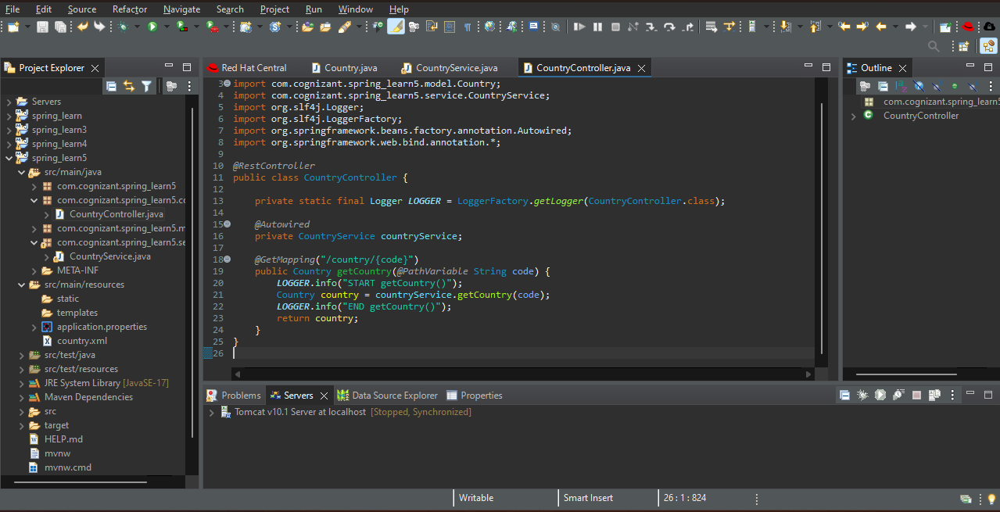 File Edit Source Refactor Navigate Search Project Run Window Help
Project Explorer
Servers
spring_learn
spring_learn3
spring_learn4
spring_learn5
src/main/java
com.cognizant.spring_learn5
com.cognizant.spring_learn5.co
CountryController.java
com.cognizant.spring_learn5.m
com.cognizant.spring_learn5.se
CountryService.java
META-INF
src/main/resources
static
templates
application.properties
country.xml
src/test/java
src/test/resources
JRE System Library [JavaSE-17]
Maven Dependencies
src
target
HELP.md
mvnw
mvnw.cmd
Red Hat Central Country.java CountryService.java CountryController.java
3 import com.cognizant.spring_learn5.model.Country;
4 import com.cognizant.spring_learn5.service.CountryService;
5 import org.slf4j.Logger;
6 import org.slf4j.LoggerFactory;
7 import org.springframework.beans.factory.annotation.Autowired;
8 import org.springframework.web.bind.annotation.*;
9
10 @RestController
11 public class CountryController {
12
13 private static final Logger LOGGER = LoggerFactory.getLogger(CountryController.class);
14
15 @Autowired
16 private CountryService countryService;
17
18 @GetMapping("/country/{code}")
19 public Country getCountry(@PathVariable String code) {
20 LOGGER.info("START getCountry()");
21 Country country = countryService.getCountry(code);
22 LOGGER.info("END getCountry()");
23 return country;
24 }
25 }
26
Outline
com.cognizant.spring_learn5
CountryController
Problems Servers Data Source Explorer Properties
Tomcat v10.1 Server at localhost [Stopped, Synchronized]
Writable Smart Insert 26 : 1 : 824